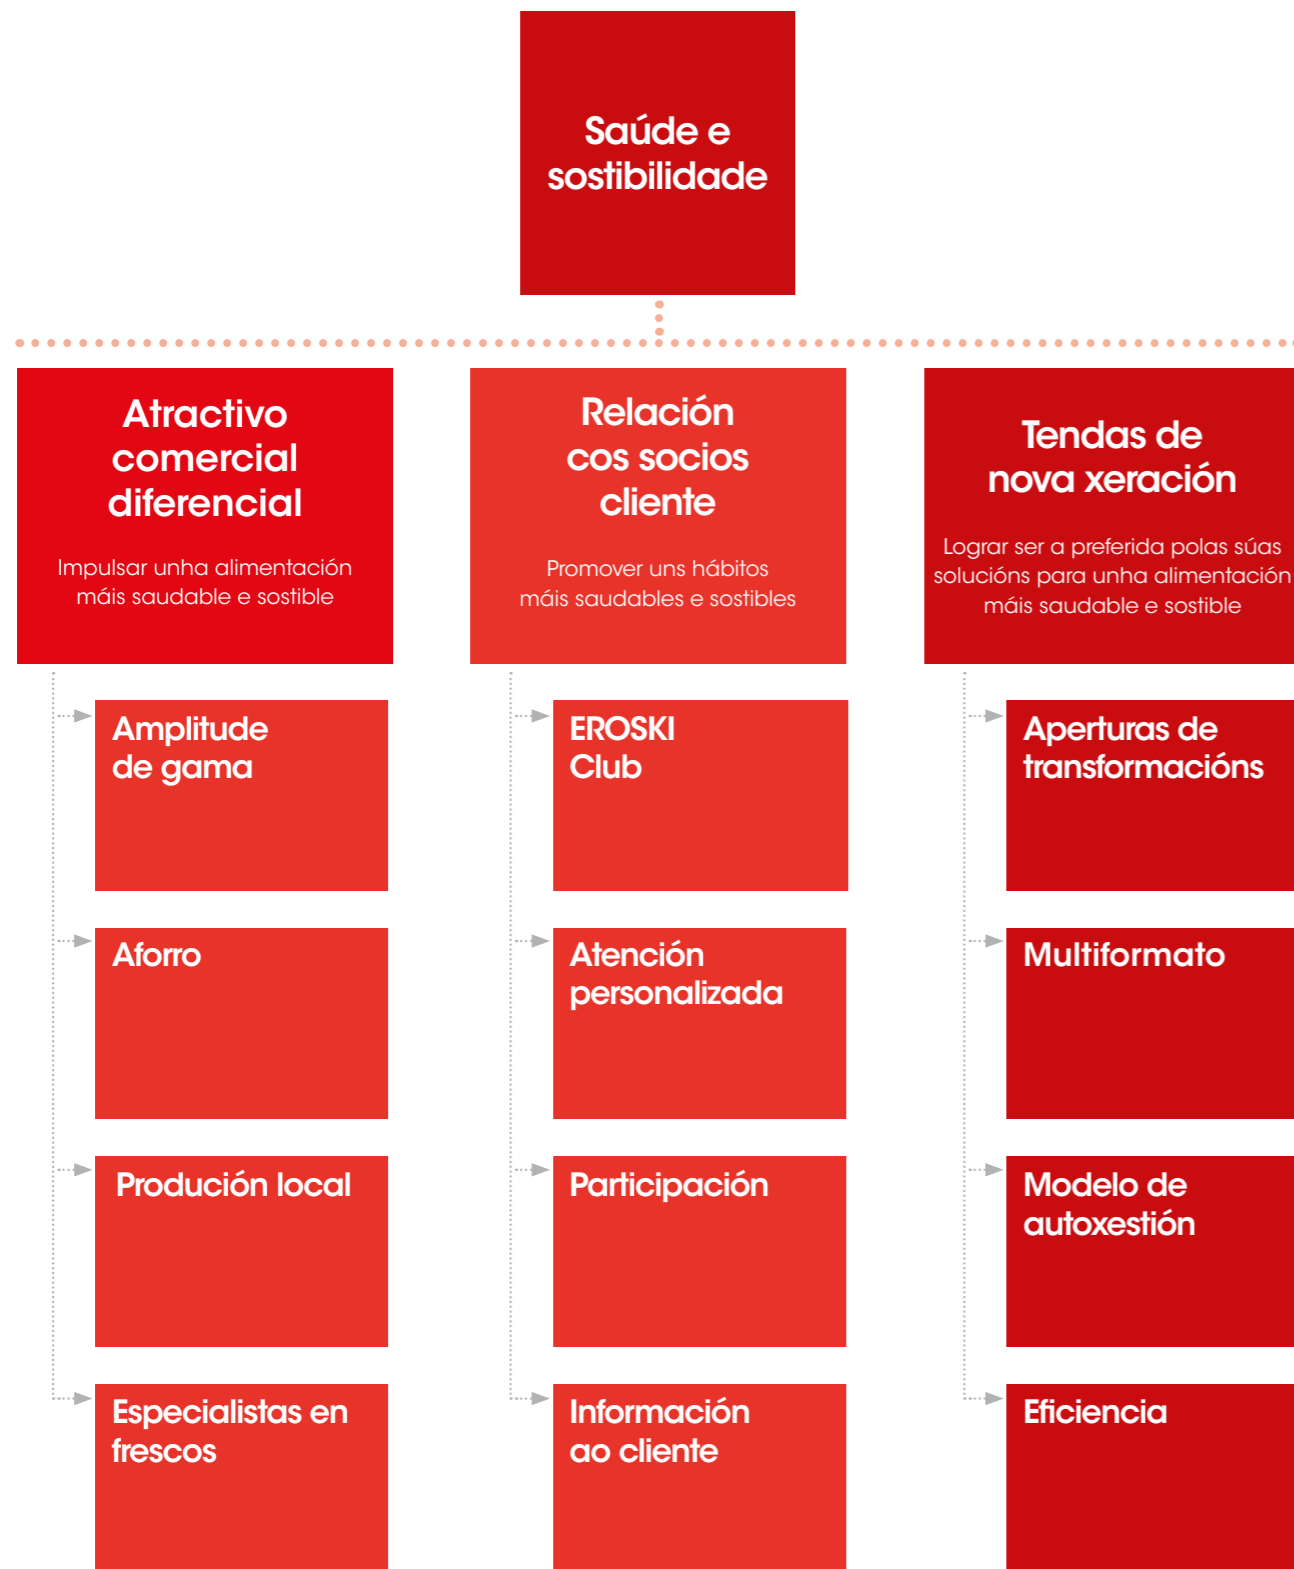 Saúde e
sostibilidade
Atractivo
comercial
diferencial
Impulsar unha alimentación
máis saudable e sostible
Relación
cos socios
cliente
Promover uns hábitos
máis saudables e sostibles
Tendas de
nova xeración
Lograr ser a preferida polas súas
solucións para unha alimentación
máis saudable e sostible
Amplitude
de gama
Aforro
Produción local
Especialistas en
frescos
EROSKI
Club
Atención
personalizada
Participación
Información
ao cliente
Aperturas de
transformacións
Multiformato
Modelo de
autoxestión
Eficiencia